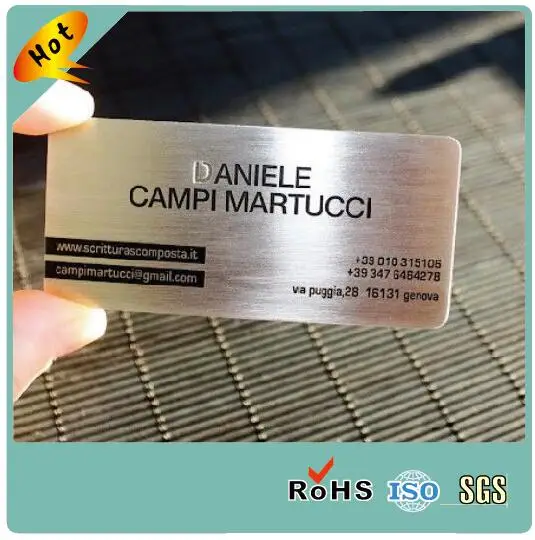 Hot
DANIELE
CAMPI MARTUCCI
www.scritturascomposta.it
campimartucci@gmail.com
+39 010 315106
+39 347 6464278
via puggia,28 16131 genova
RoHS ISO SGS